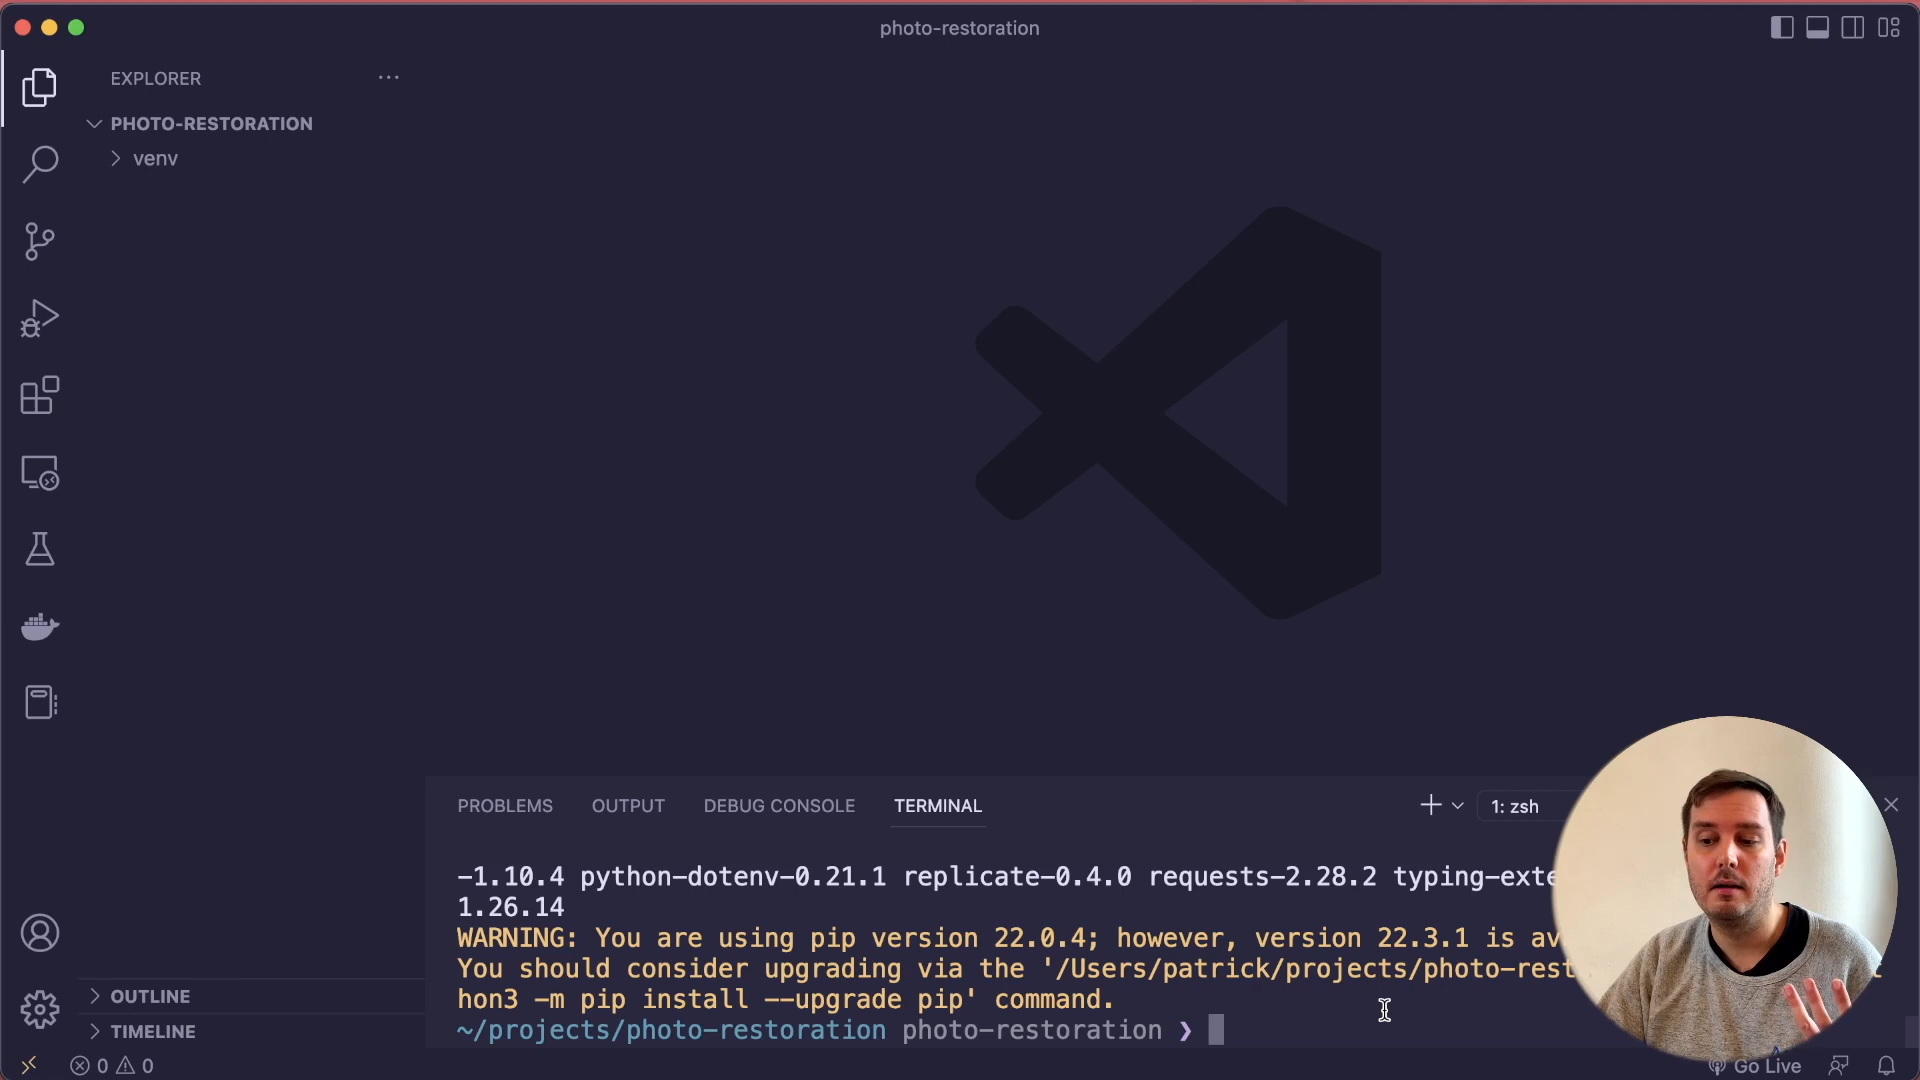 photo-restoration
EXPLORER
PHOTO-RESTORATION
venv
PROBLEMS
OUTPUT
DEBUG CONSOLE
TERMINAL
1: zsh
-1.10.4 python-dotenv-0.21.1 replicate-0.4.0 requests-2.28.2 typing-exte
1.26.14
WARNING: You are using pip version 22.0.4; however, version 22.3.1 is av
You should consider upgrading via the '/Users/patrick/projects/photo-rest t
hon3 -m pip install --upgrade pip' command.
~/projects/photo-restoration photo-restoration ❯
OUTLINE
TIMELINE
0 0
Go Live